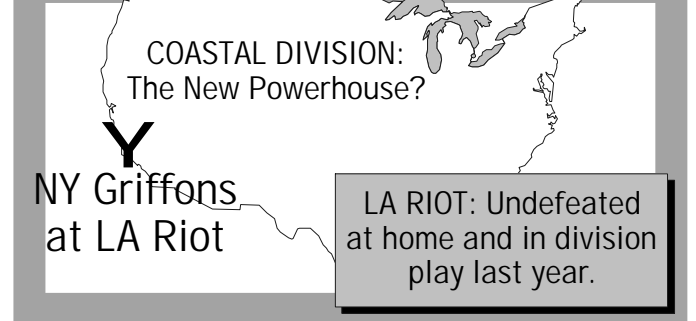 COASTAL DIVISION:
The New Powerhouse?
Y
NY Griffons
at LA Riot
LA RIOT: Undefeated
at home and in division
play last year.